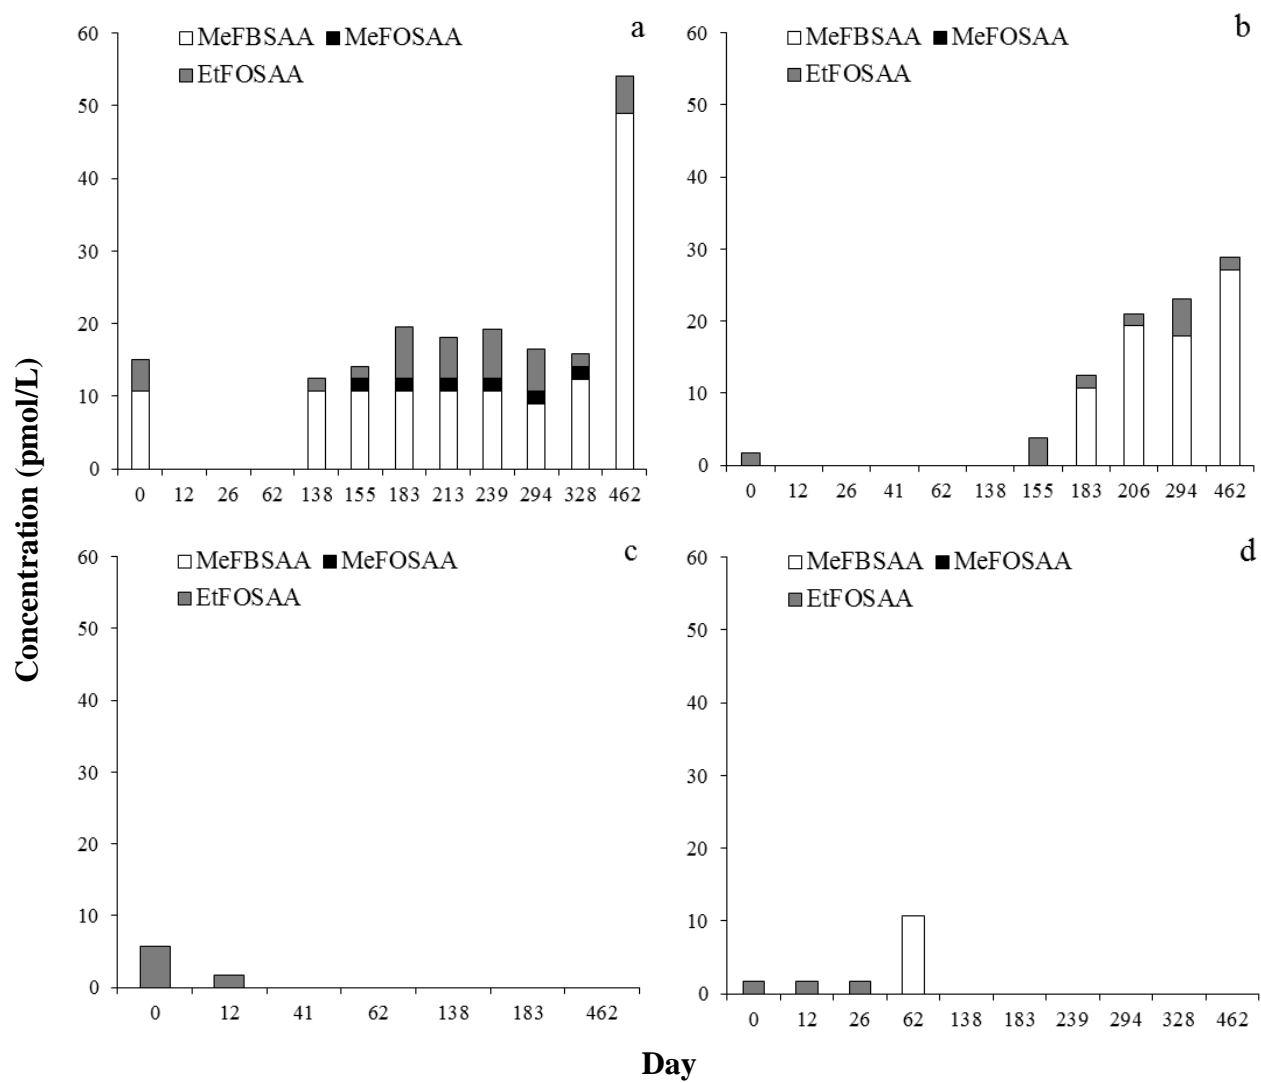 Concentration (pmol/L)
a
MeFBSAA MeFOSAA
EtFOSAA
60
50
40
30
20
10
0
0 12 26 62 138 155 183 213 239 294 328 462
b
MeFBSAA MeFOSAA
EtFOSAA
60
50
40
30
20
10
0
0 12 26 41 62 138 155 183 206 294 462
c
MeFBSAA MeFOSAA
EtFOSAA
60
50
40
30
20
10
0
0 12 41 62 138 183 462
d
MeFBSAA MeFOSAA
EtFOSAA
60
50
40
30
20
10
0
0 12 26 62 138 183 239 294 328 462
Day